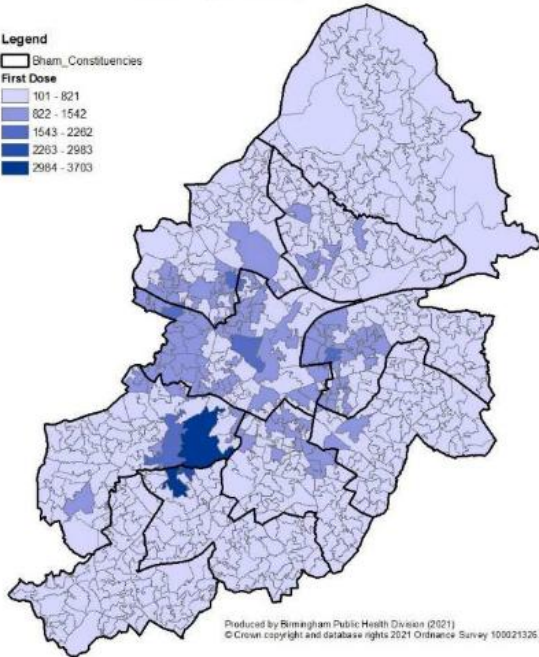 Legend
Bham_Constituencies
First Dose
101 - 821
822 - 1542
1543 - 2262
2263 - 2983
2984 - 3703
Produced by Birmingham Public Health Division (2021)
© Crown copyright and database rights 2021 Ordnance Survey 100021326